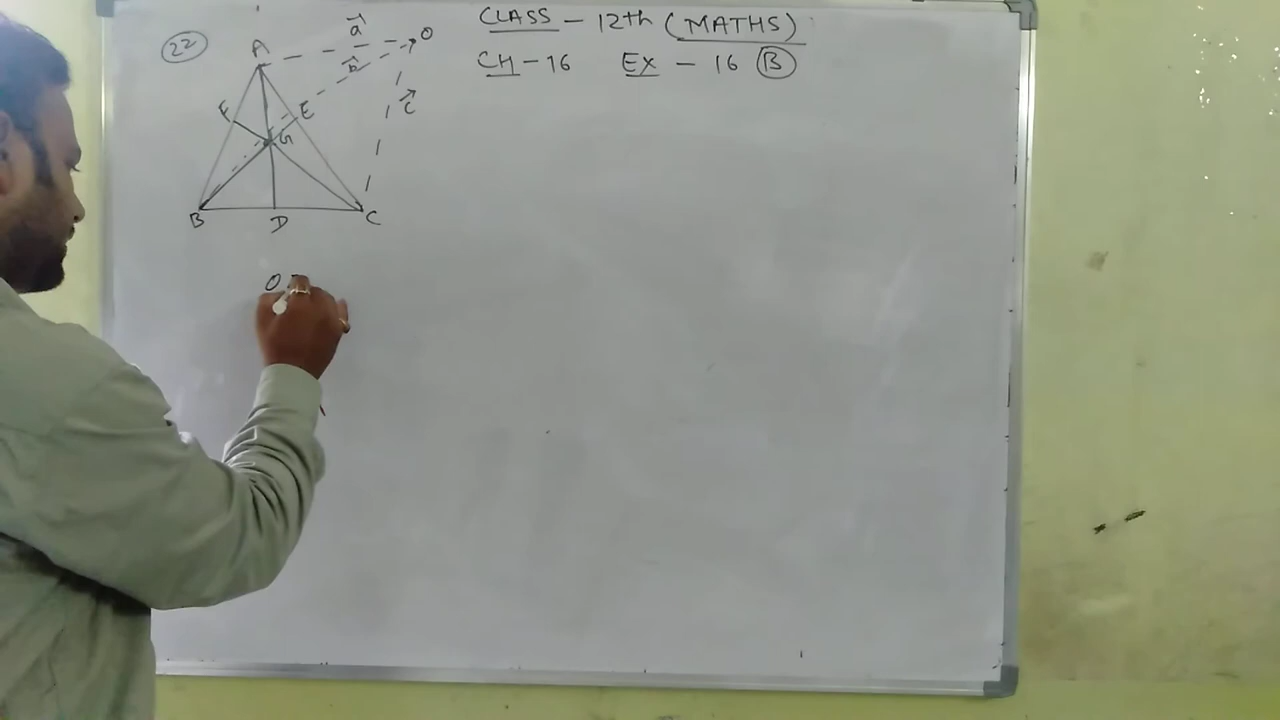 CLASS - 12th (MATHS)
CH - 16 EX - 16 B
22
A
a
O
b
F
E
c
G
B
D
C
O